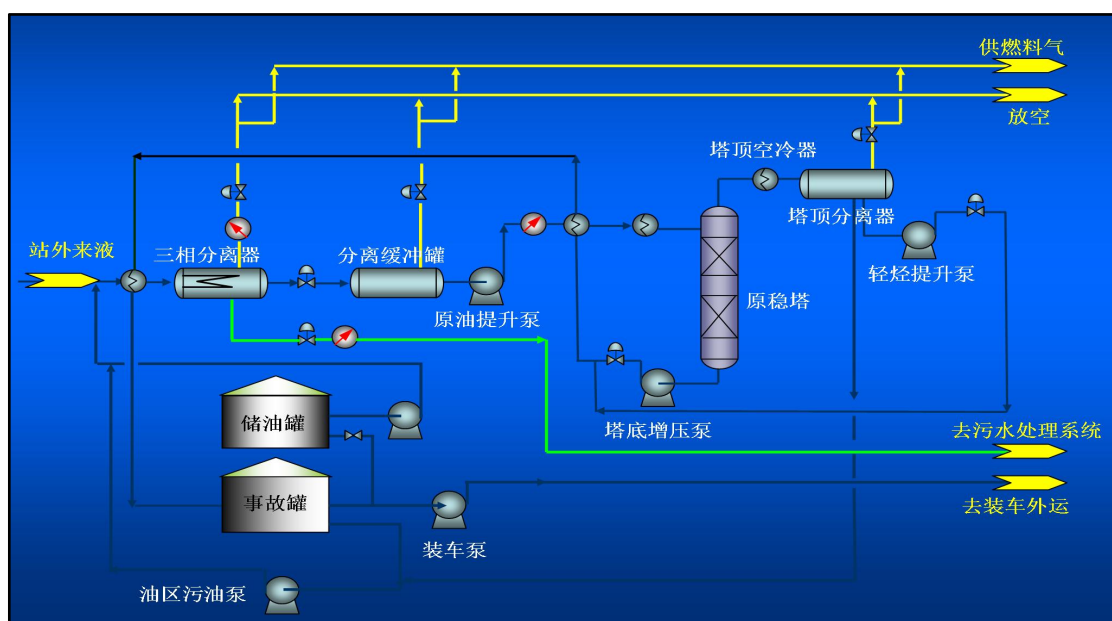 供燃料气
放空
塔顶空冷器
塔顶分离器
站外来液
三相分离器
分离缓冲罐
轻烃提升泵
原油提升泵
原稳塔
储油罐
塔底增压泵
去污水处理系统
事故罐
去装车外运
装车泵
油区污油泵